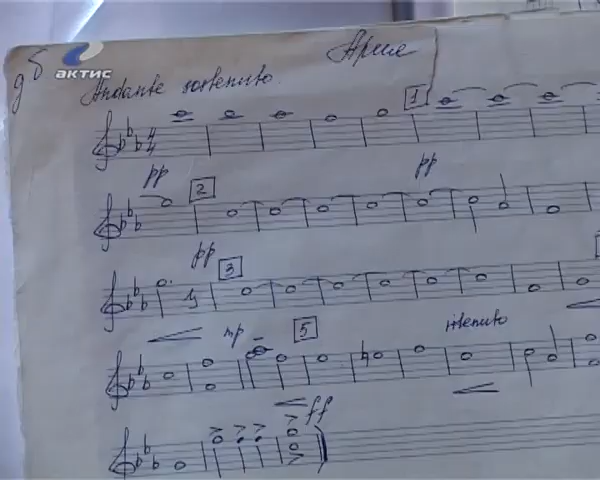 Ария
актис
Andante sostenuto.
1
pp
pp
2
pp
3
mp
5
ritenuto
ff